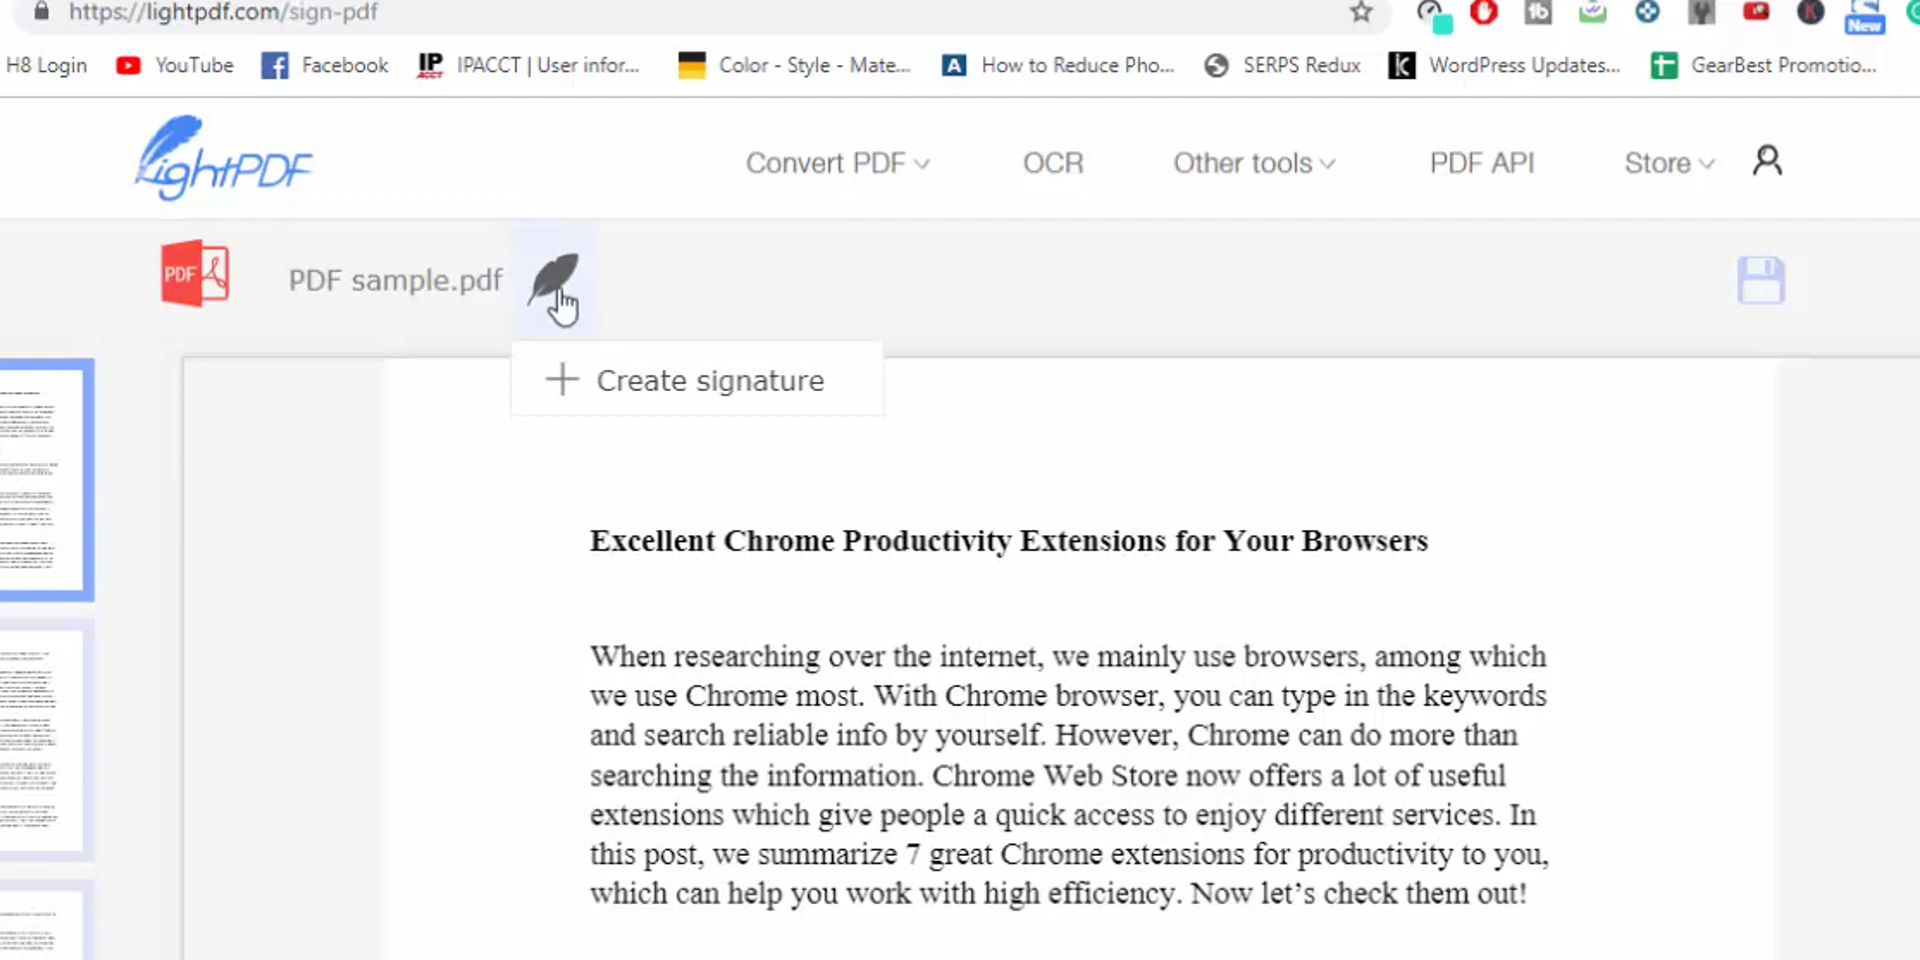 https://lightpdf.com/sign-pdf
New
H8 Login YouTube Facebook IP ACCT IPACCT | User infor... Color - Style - Mate... A How to Reduce Pho... SERPS Redux K WordPress Updates... GearBest Promotio...
LightPDF Convert PDF OCR Other tools PDF API Store
PDF PDF sample.pdf
Create signature
Excellent Chrome Productivity Extensions for Your Browsers
When researching over the internet, we mainly use browsers, among which
we use Chrome most. With Chrome browser, you can type in the keywords
and search reliable info by yourself. However, Chrome can do more than
searching the information. Chrome Web Store now offers a lot of useful
extensions which give people a quick access to enjoy different services. In
this post, we summarize 7 great Chrome extensions for productivity to you,
which can help you work with high efficiency. Now let’s check them out!